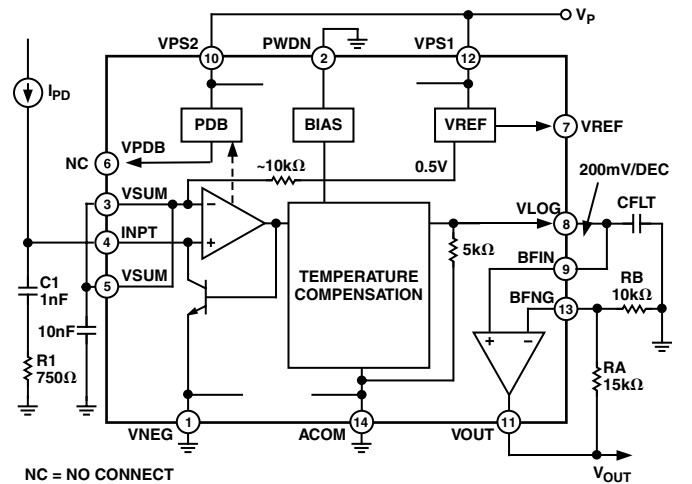 V_P
VPS2 PWDN VPS1
10 2 12
I_PD
PDB BIAS VREF
7 VREF
VPDB
NC 6
~10kΩ 0.5V
200mV/DEC
VSUM
3
VLOG CFLT
8
INPT
4
5kΩ
BFIN
9
VSUM
5
C1
1nF
TEMPERATURE
COMPENSATION
RB
10kΩ
BFNG
13
10nF
R1
750Ω
RA
15kΩ
1 14 11
VNEG ACOM VOUT
V_OUT
NC = NO CONNECT
− + + −